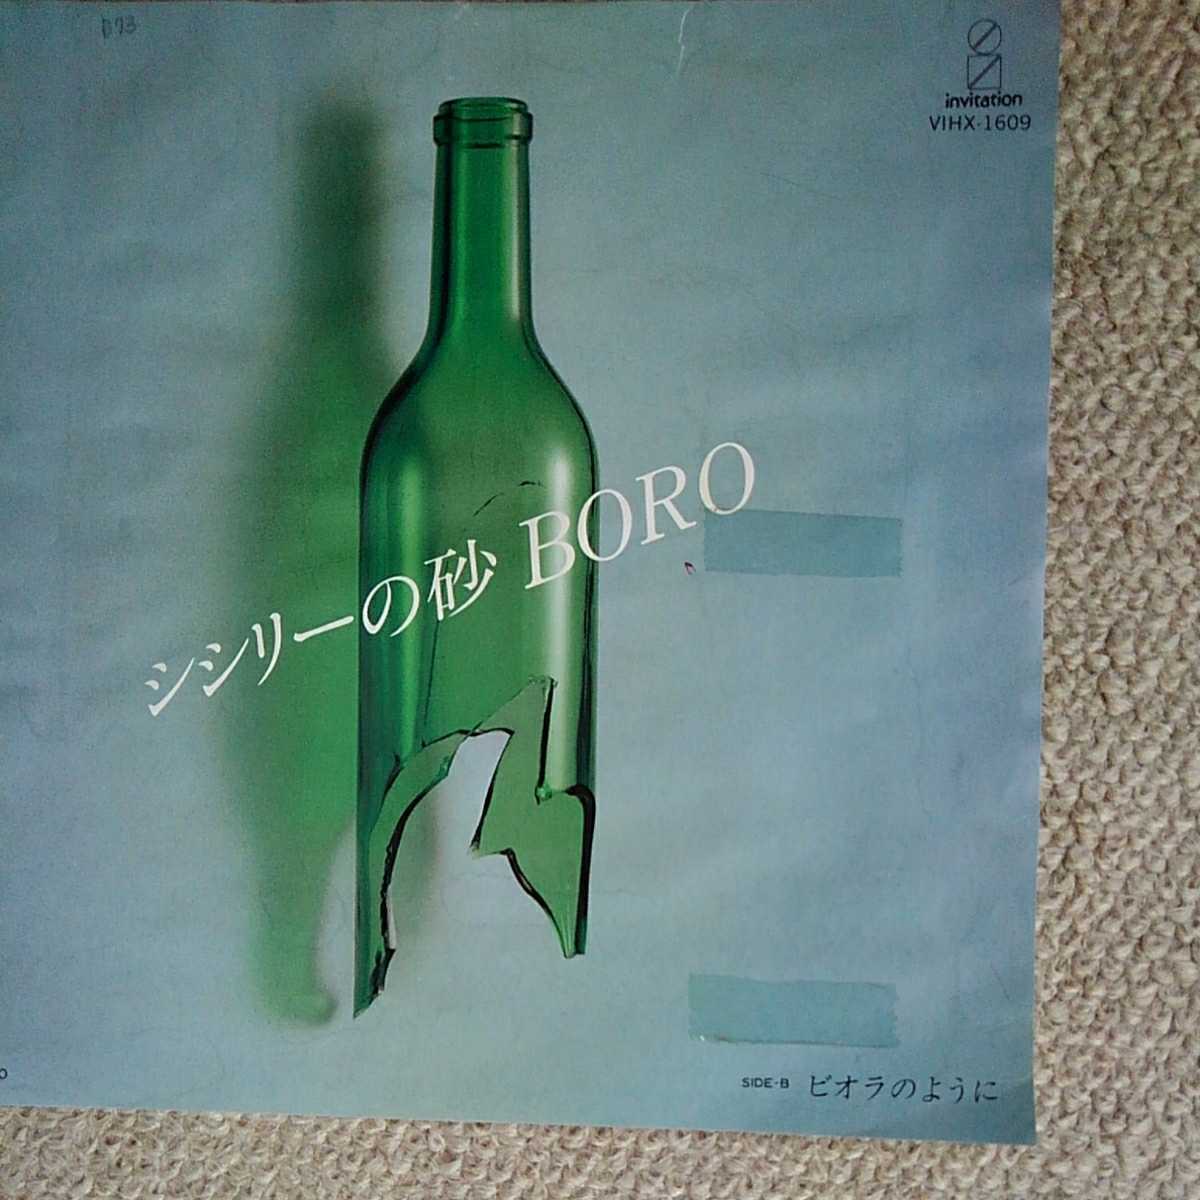 invitation
VIHX-1609
シシリーの砂 BORO
SIDE-B ビオラのように